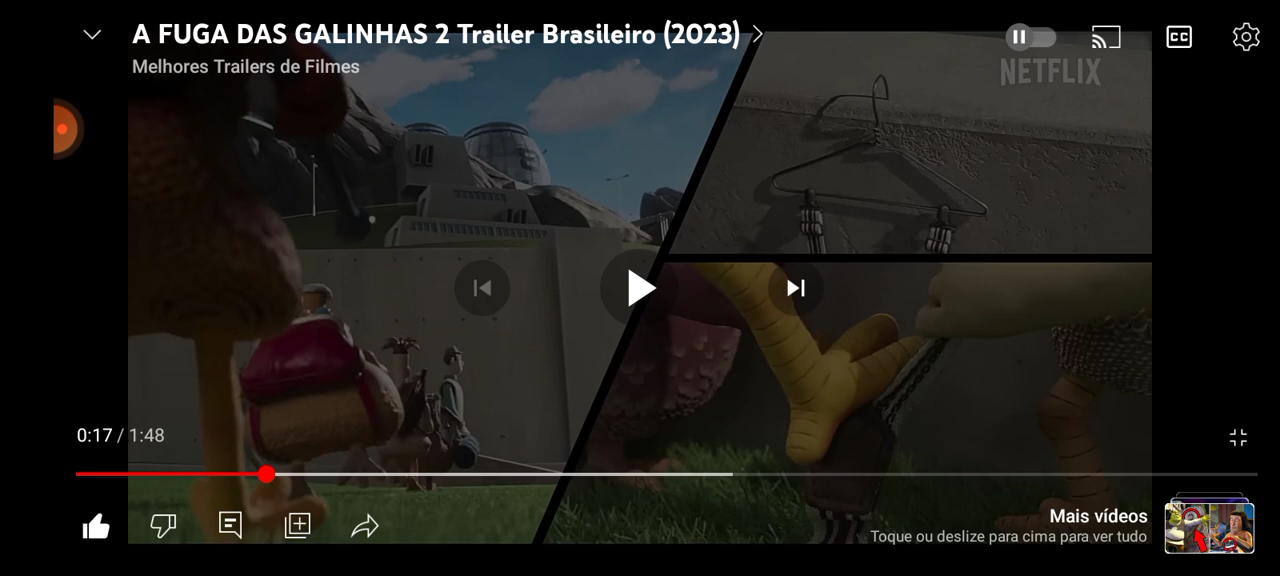 A FUGA DAS GALINHAS 2 Trailer Brasileiro (2023)
Melhores Trailers de Filmes
CC
NETFLIX
0:17 / 1:48
Mais vídeos
Toque ou deslize para cima para ver tudo